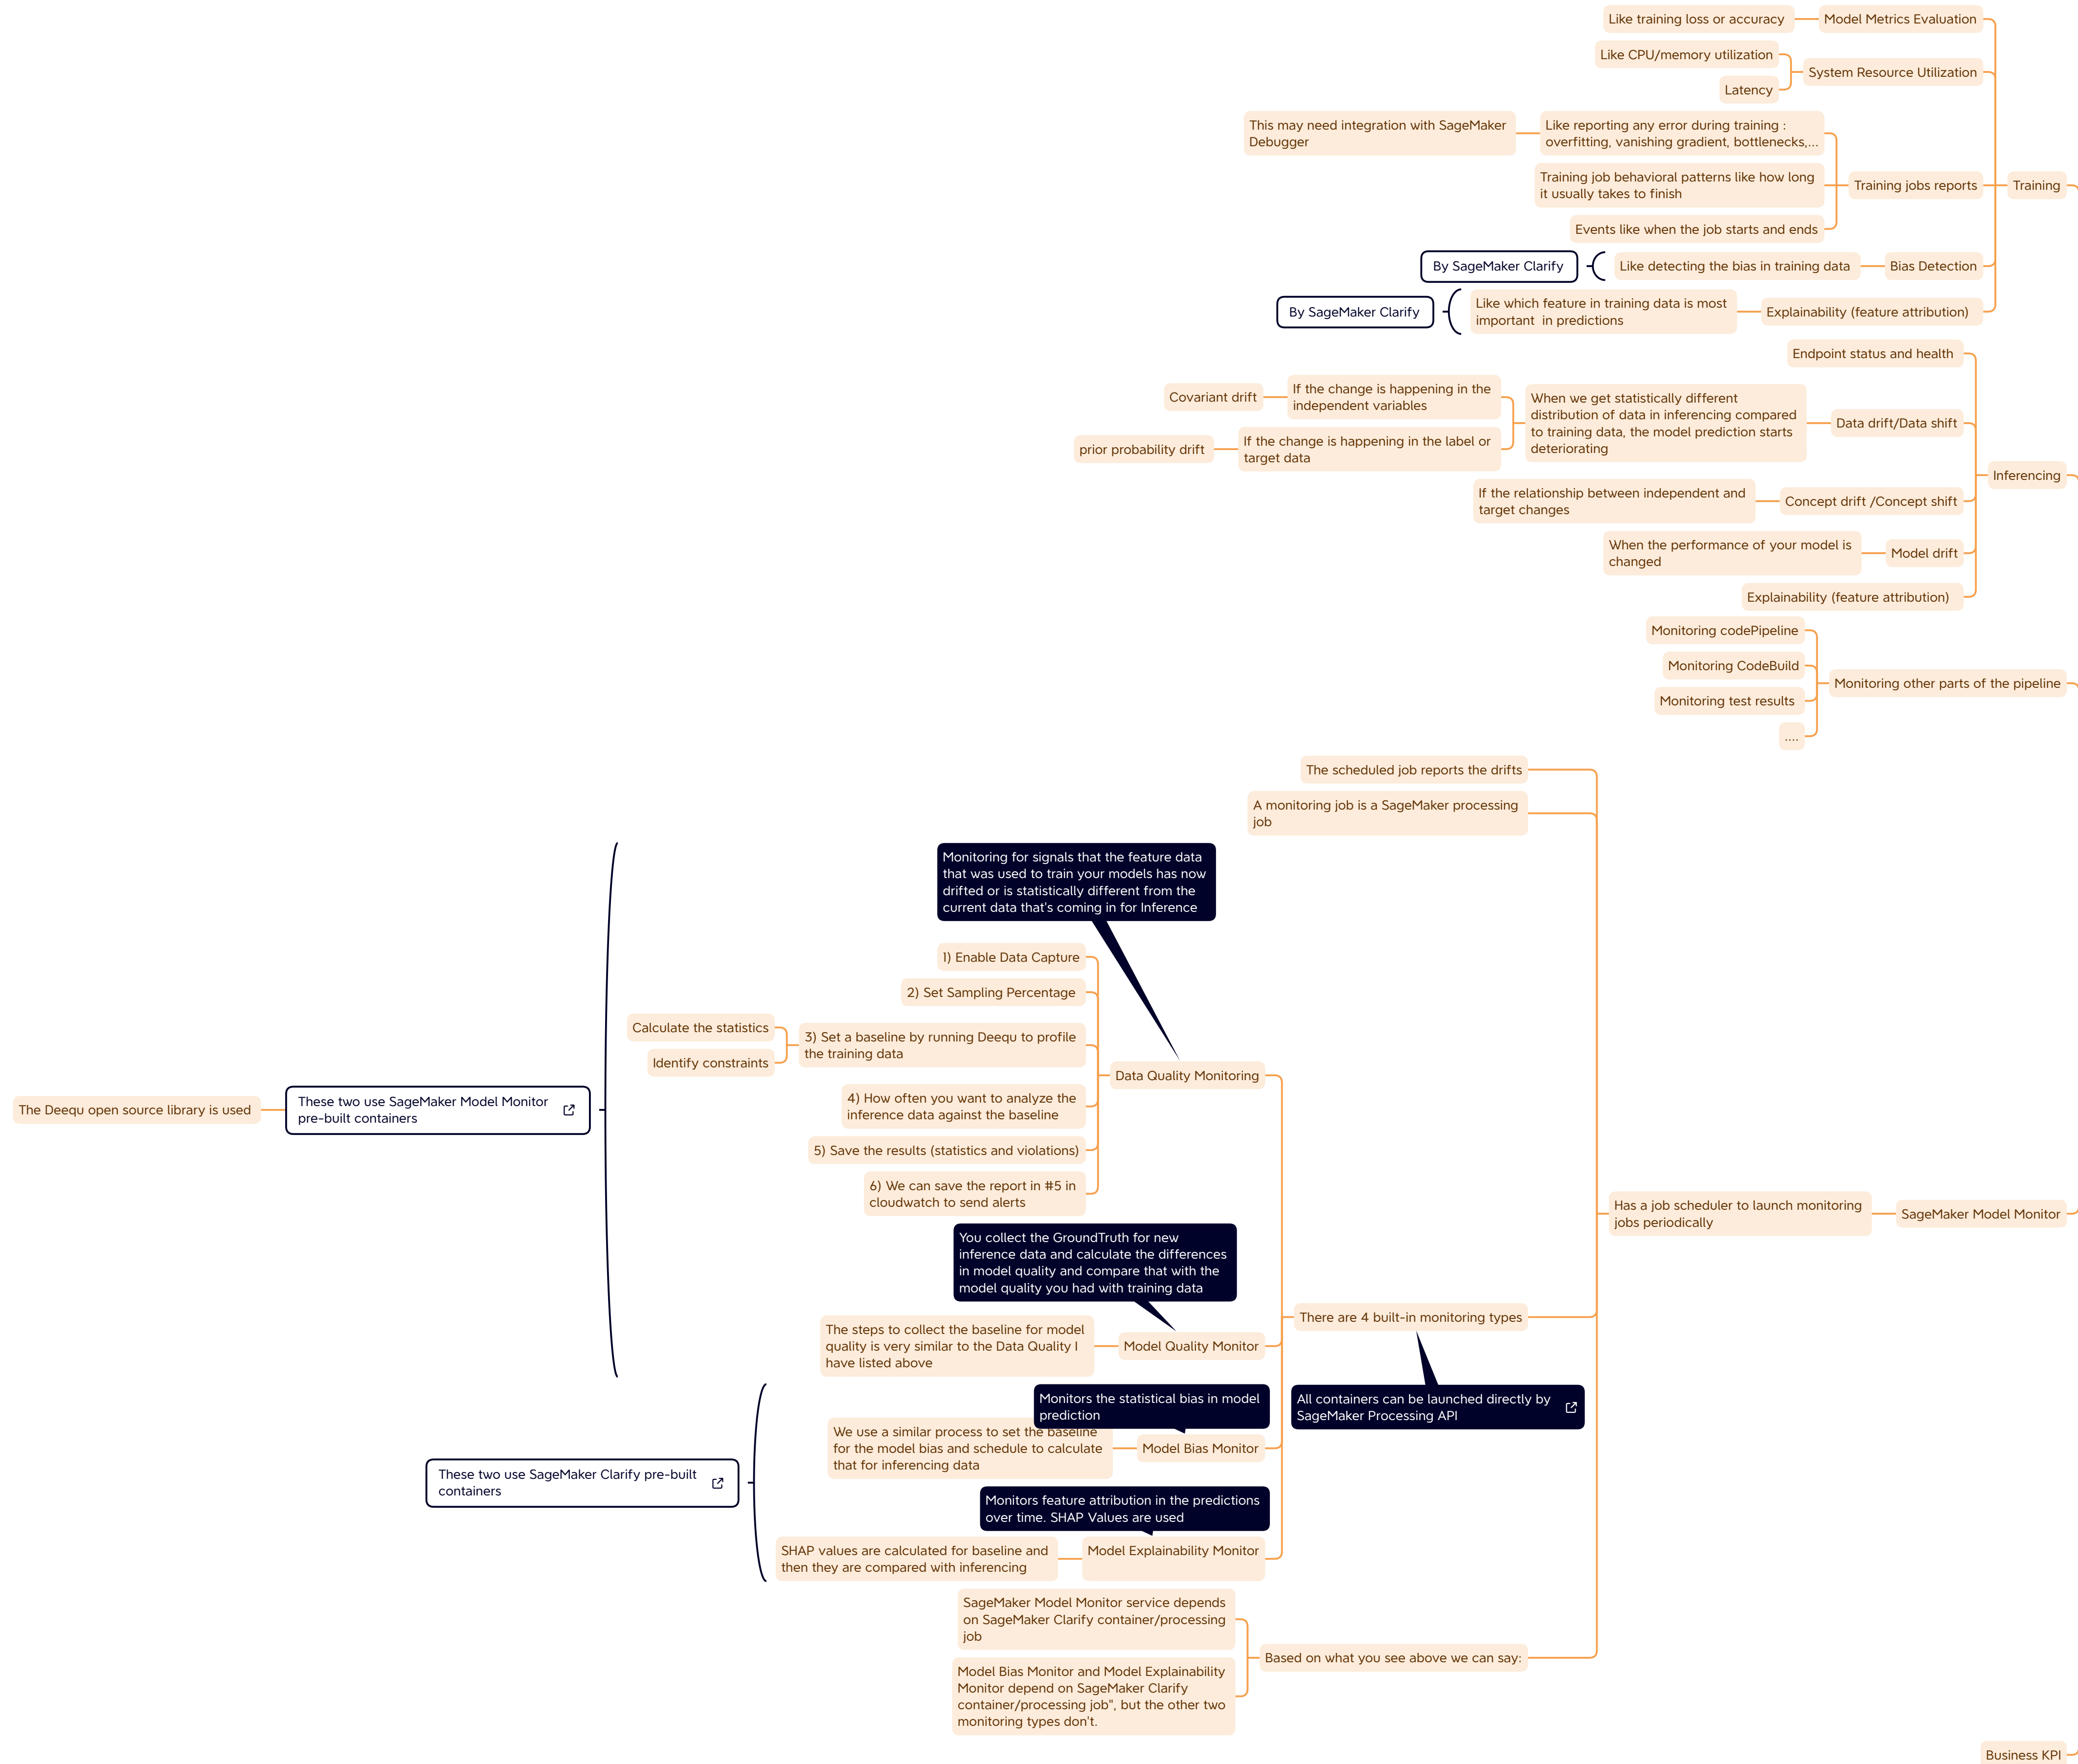 Like training loss or accuracy
Model Metrics Evaluation
Like CPU/memory utilization
System Resource Utilization
Latency
This may need integration with SageMaker
Debugger
Like reporting any error during training :
overfitting, vanishing gradient, bottlenecks,...
Training job behavioral patterns like how long
it usually takes to finish
Training jobs reports
Training
Events like when the job starts and ends
By SageMaker Clarify
Like detecting the bias in training data
Bias Detection
By SageMaker Clarify
Like which feature in training data is most
important  in predictions
Explainability (feature attribution)
Endpoint status and health
Covariant drift
If the change is happening in the
independent variables
When we get statistically different
distribution of data in inferencing compared
to training data, the model prediction starts
deteriorating
Data drift/Data shift
prior probability drift
If the change is happening in the label or
target data
Inferencing
If the relationship between independent and
target changes
Concept drift /Concept shift
When the performance of your model is
changed
Model drift
Explainability (feature attribution)
Monitoring codePipeline
Monitoring CodeBuild
Monitoring other parts of the pipeline
Monitoring test results
....
The scheduled job reports the drifts
A monitoring job is a SageMaker processing
job
Monitoring for signals that the feature data
that was used to train your models has now
drifted or is statistically different from the
current data that's coming in for Inference
1) Enable Data Capture
2) Set Sampling Percentage
Calculate the statistics
Identify constraints
3) Set a baseline by running Deequ to profile
the training data
Data Quality Monitoring
4) How often you want to analyze the
inference data against the baseline
The Deequ open source library is used
These two use SageMaker Model Monitor
pre-built containers
5) Save the results (statistics and violations)
6) We can save the report in #5 in
cloudwatch to send alerts
Has a job scheduler to launch monitoring
jobs periodically
SageMaker Model Monitor
You collect the GroundTruth for new
inference data and calculate the differences
in model quality and compare that with the
model quality you had with training data
There are 4 built-in monitoring types
The steps to collect the baseline for model
quality is very similar to the Data Quality I
have listed above
Model Quality Monitor
Monitors the statistical bias in model
prediction
All containers can be launched directly by
SageMaker Processing API
We use a similar process to set the baseline
for the model bias and schedule to calculate
that for inferencing data
Model Bias Monitor
These two use SageMaker Clarify pre-built
containers
Monitors feature attribution in the predictions
over time. SHAP Values are used
SHAP values are calculated for baseline and
then they are compared with inferencing
Model Explainability Monitor
SageMaker Model Monitor service depends
on SageMaker Clarify container/processing
job
Based on what you see above we can say:
Model Bias Monitor and Model Explainability
Monitor depend on SageMaker Clarify
container/processing job", but the other two
monitoring types don't.
Business KPI